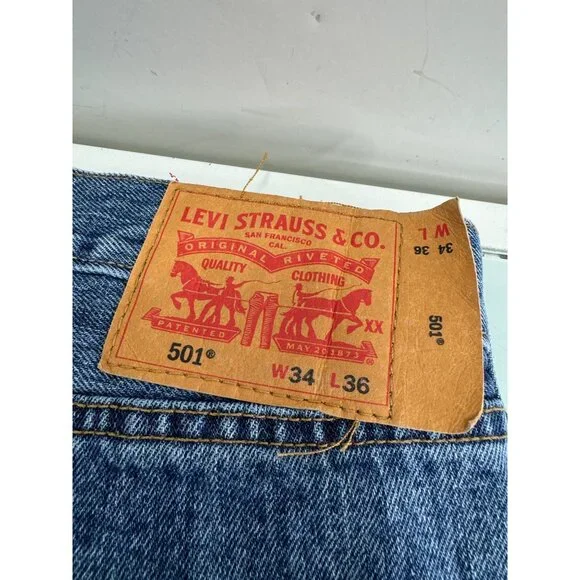 LEVI STRAUSS & CO.
SAN FRANCISCO
CAL.
ORIGINAL RIVETED
QUALITY CLOTHING
XX
PATENTED MAY 20 1873
®
501®
W34 L36
W L
34 36
501®